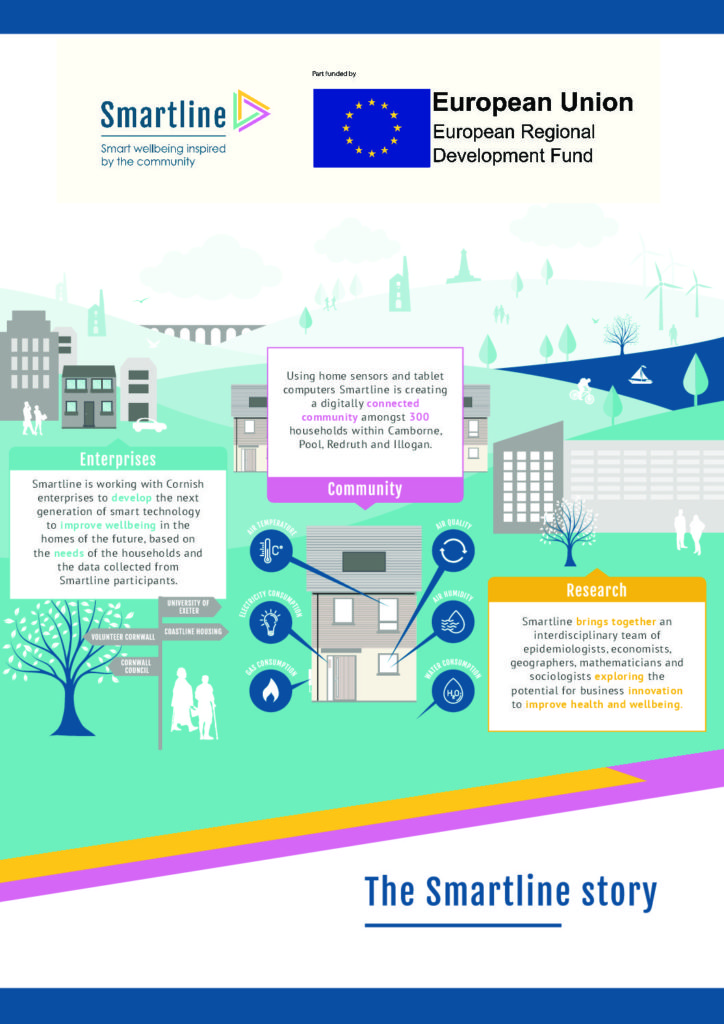 Part funded by
Smartline
Smart wellbeing inspired
by the community
European Union
European Regional
Development Fund
Using home sensors and tablet
computers Smartline is creating
a digitally connected
community amongst 300
households within Camborne,
Pool, Redruth and Illogan.
Community
Enterprises
Smartline is working with Cornish
enterprises to develop the next
generation of smart technology
to improve wellbeing in the
homes of the future, based on
the needs of the households and
the data collected from
Smartline participants.
AIR TEMPERATURE
C°
AIR QUALITY
ELECTRICITY CONSUMPTION
AIR HUMIDITY
GAS CONSUMPTION
WATER CONSUMPTION
H₂O
UNIVERSITY OF
EXETER
VOLUNTEER CORNWALL
COASTLINE HOUSING
CORNWALL
COUNCIL
Research
Smartline brings together an
interdisciplinary team of
epidemiologists, economists,
geographers, mathematicians and
sociologists exploring the
potential for business innovation
to improve health and wellbeing.
The Smartline story